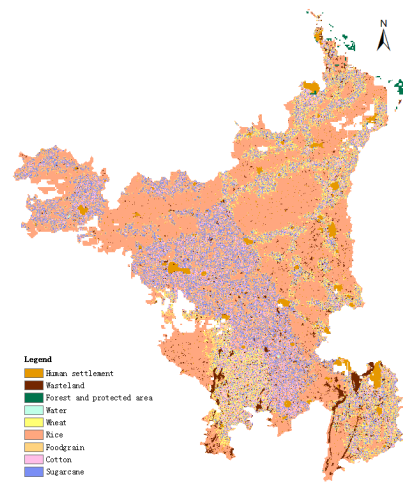 N
Legend
Human settlement
Wasteland
Forest and protected area
Water
Wheat
Rice
Foodgrain
Cotton
Sugarcane